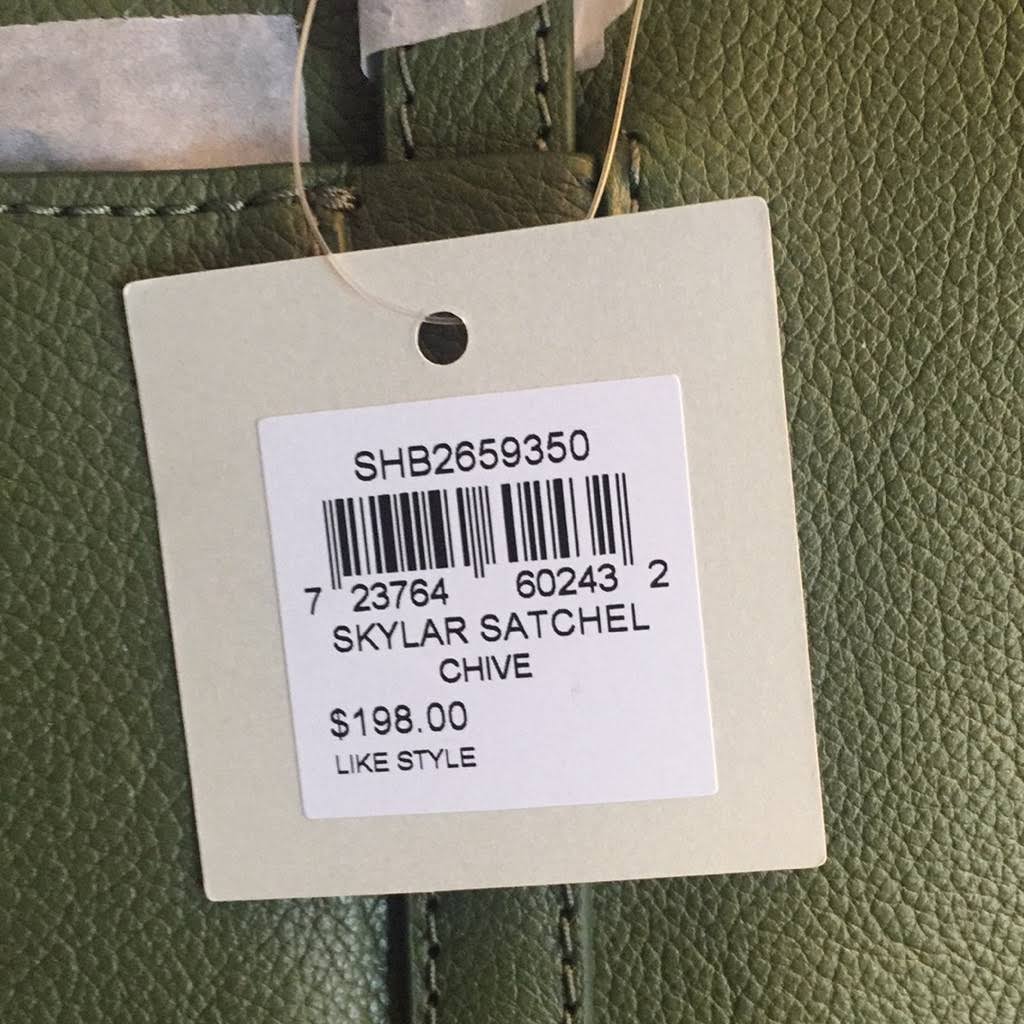 SHB2659350
7 23764 60243 2
SKYLAR SATCHEL
CHIVE
$198.00
LIKE STYLE